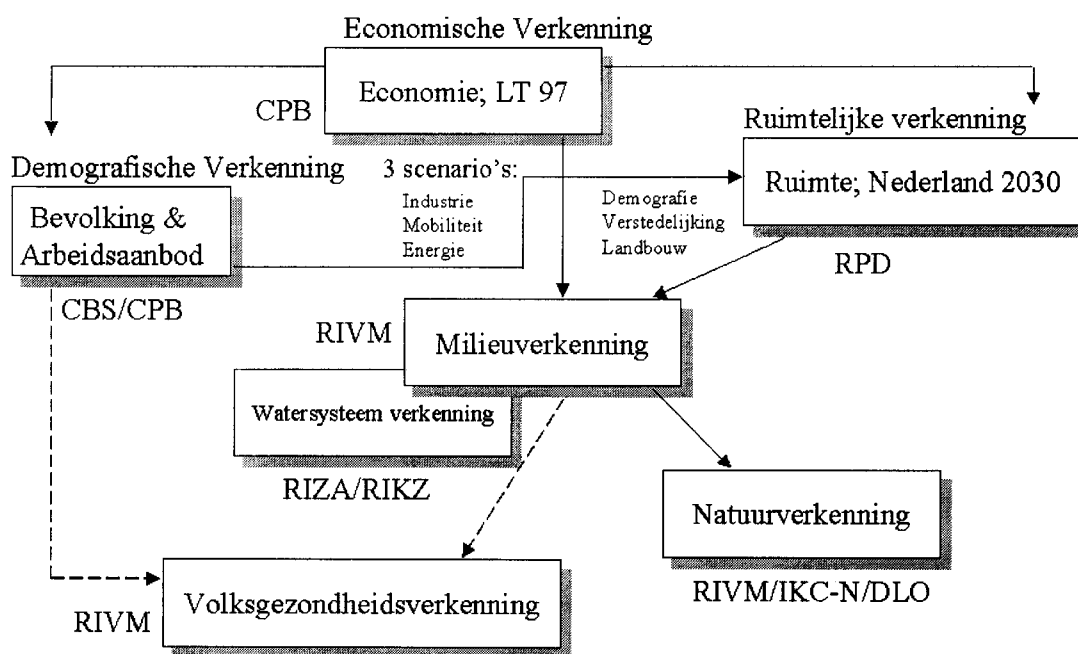 Economische Verkenning
Economie; LT 97
CPB
Ruimtelijke verkenning
Demografische Verkenning
3 scenario's:
Ruimte; Nederland 2030
Bevolking &
Arbeidsaanbod
Industrie
Mobiliteit
Energie
Demografie
Verstedelijking
Landbouw
RPD
CBS/CPB
RIVM
Milieuverkenning
Watersysteem verkenning
RIZA/RIKZ
Natuurverkenning
RIVM/IKC-N/DLO
Volksgezondheidsverkenning
RIVM